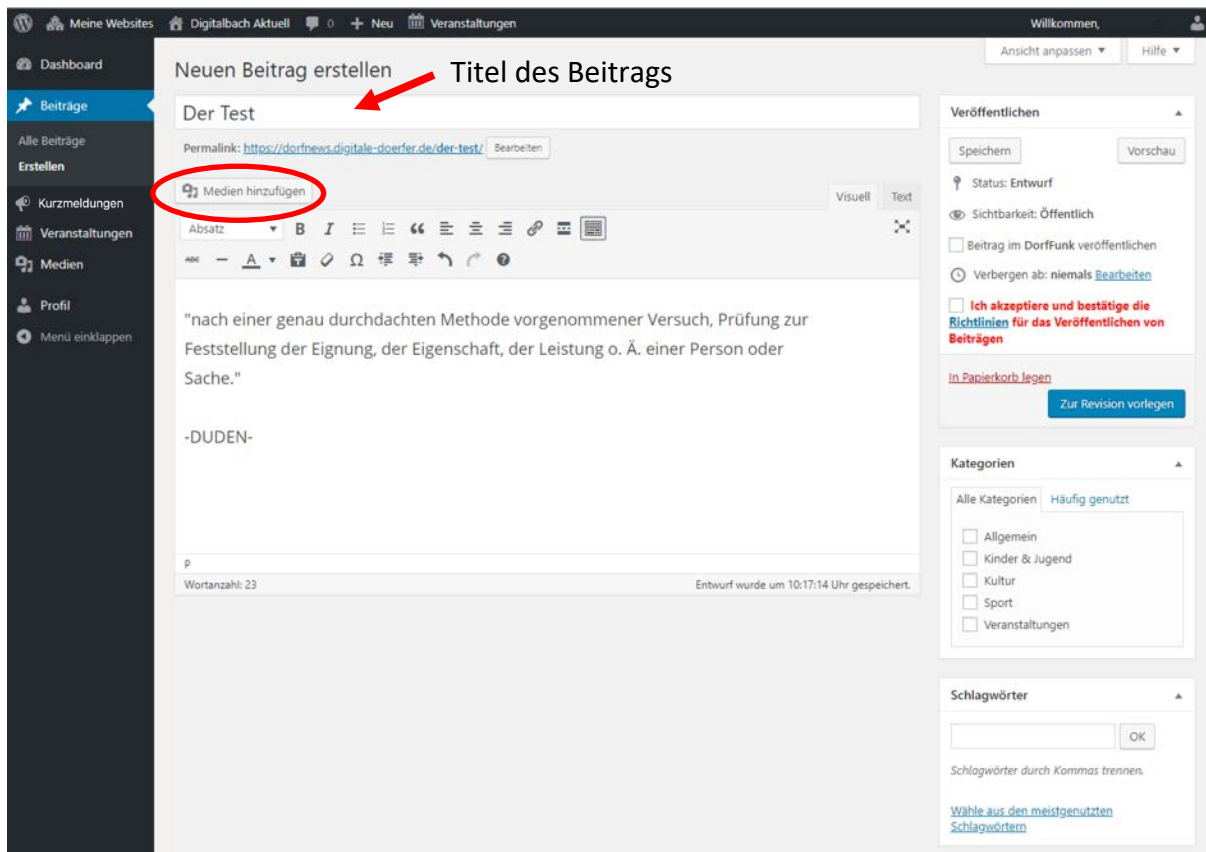 Meine Websites Digitalbach Aktuell 0 + Neu Veranstaltungen Willkommen,
Ansicht anpassen ▼ Hilfe ▼
Dashboard
Beiträge
Alle Beiträge
Erstellen
Kurzmeldungen
Veranstaltungen
Medien
Profil
Menü einklappen
Neuen Beitrag erstellen
Titel des Beitrags
Der Test
Permalink: https://dorfnews.digitale-doerfer.de/der-test/ Bearbeiten
Medien hinzufügen
Visuell Text
Absatz ▼ B I
ABC A ▼ Ω
"nach einer genau durchdachten Methode vorgenommener Versuch, Prüfung zur
Feststellung der Eignung, der Eigenschaft, der Leistung o. Ä. einer Person oder
Sache."
-DUDEN-
p
Wortanzahl: 23 Entwurf wurde um 10:17:14 Uhr gespeichert.
Veröffentlichen
Speichern Vorschau
Status: Entwurf
Sichtbarkeit: Öffentlich
Beitrag im DorfFunk veröffentlichen
Verbergen ab: niemals Bearbeiten
Ich akzeptiere und bestätige die
Richtlinien für das Veröffentlichen von
Beiträgen
In Papierkorb legen
Zur Revision vorlegen
Kategorien
Alle Kategorien Häufig genutzt
Allgemein
Kinder & Jugend
Kultur
Sport
Veranstaltungen
Schlagwörter
OK
Schlagwörter durch Kommas trennen.
Wähle aus den meistgenutzten
Schlagwörtern